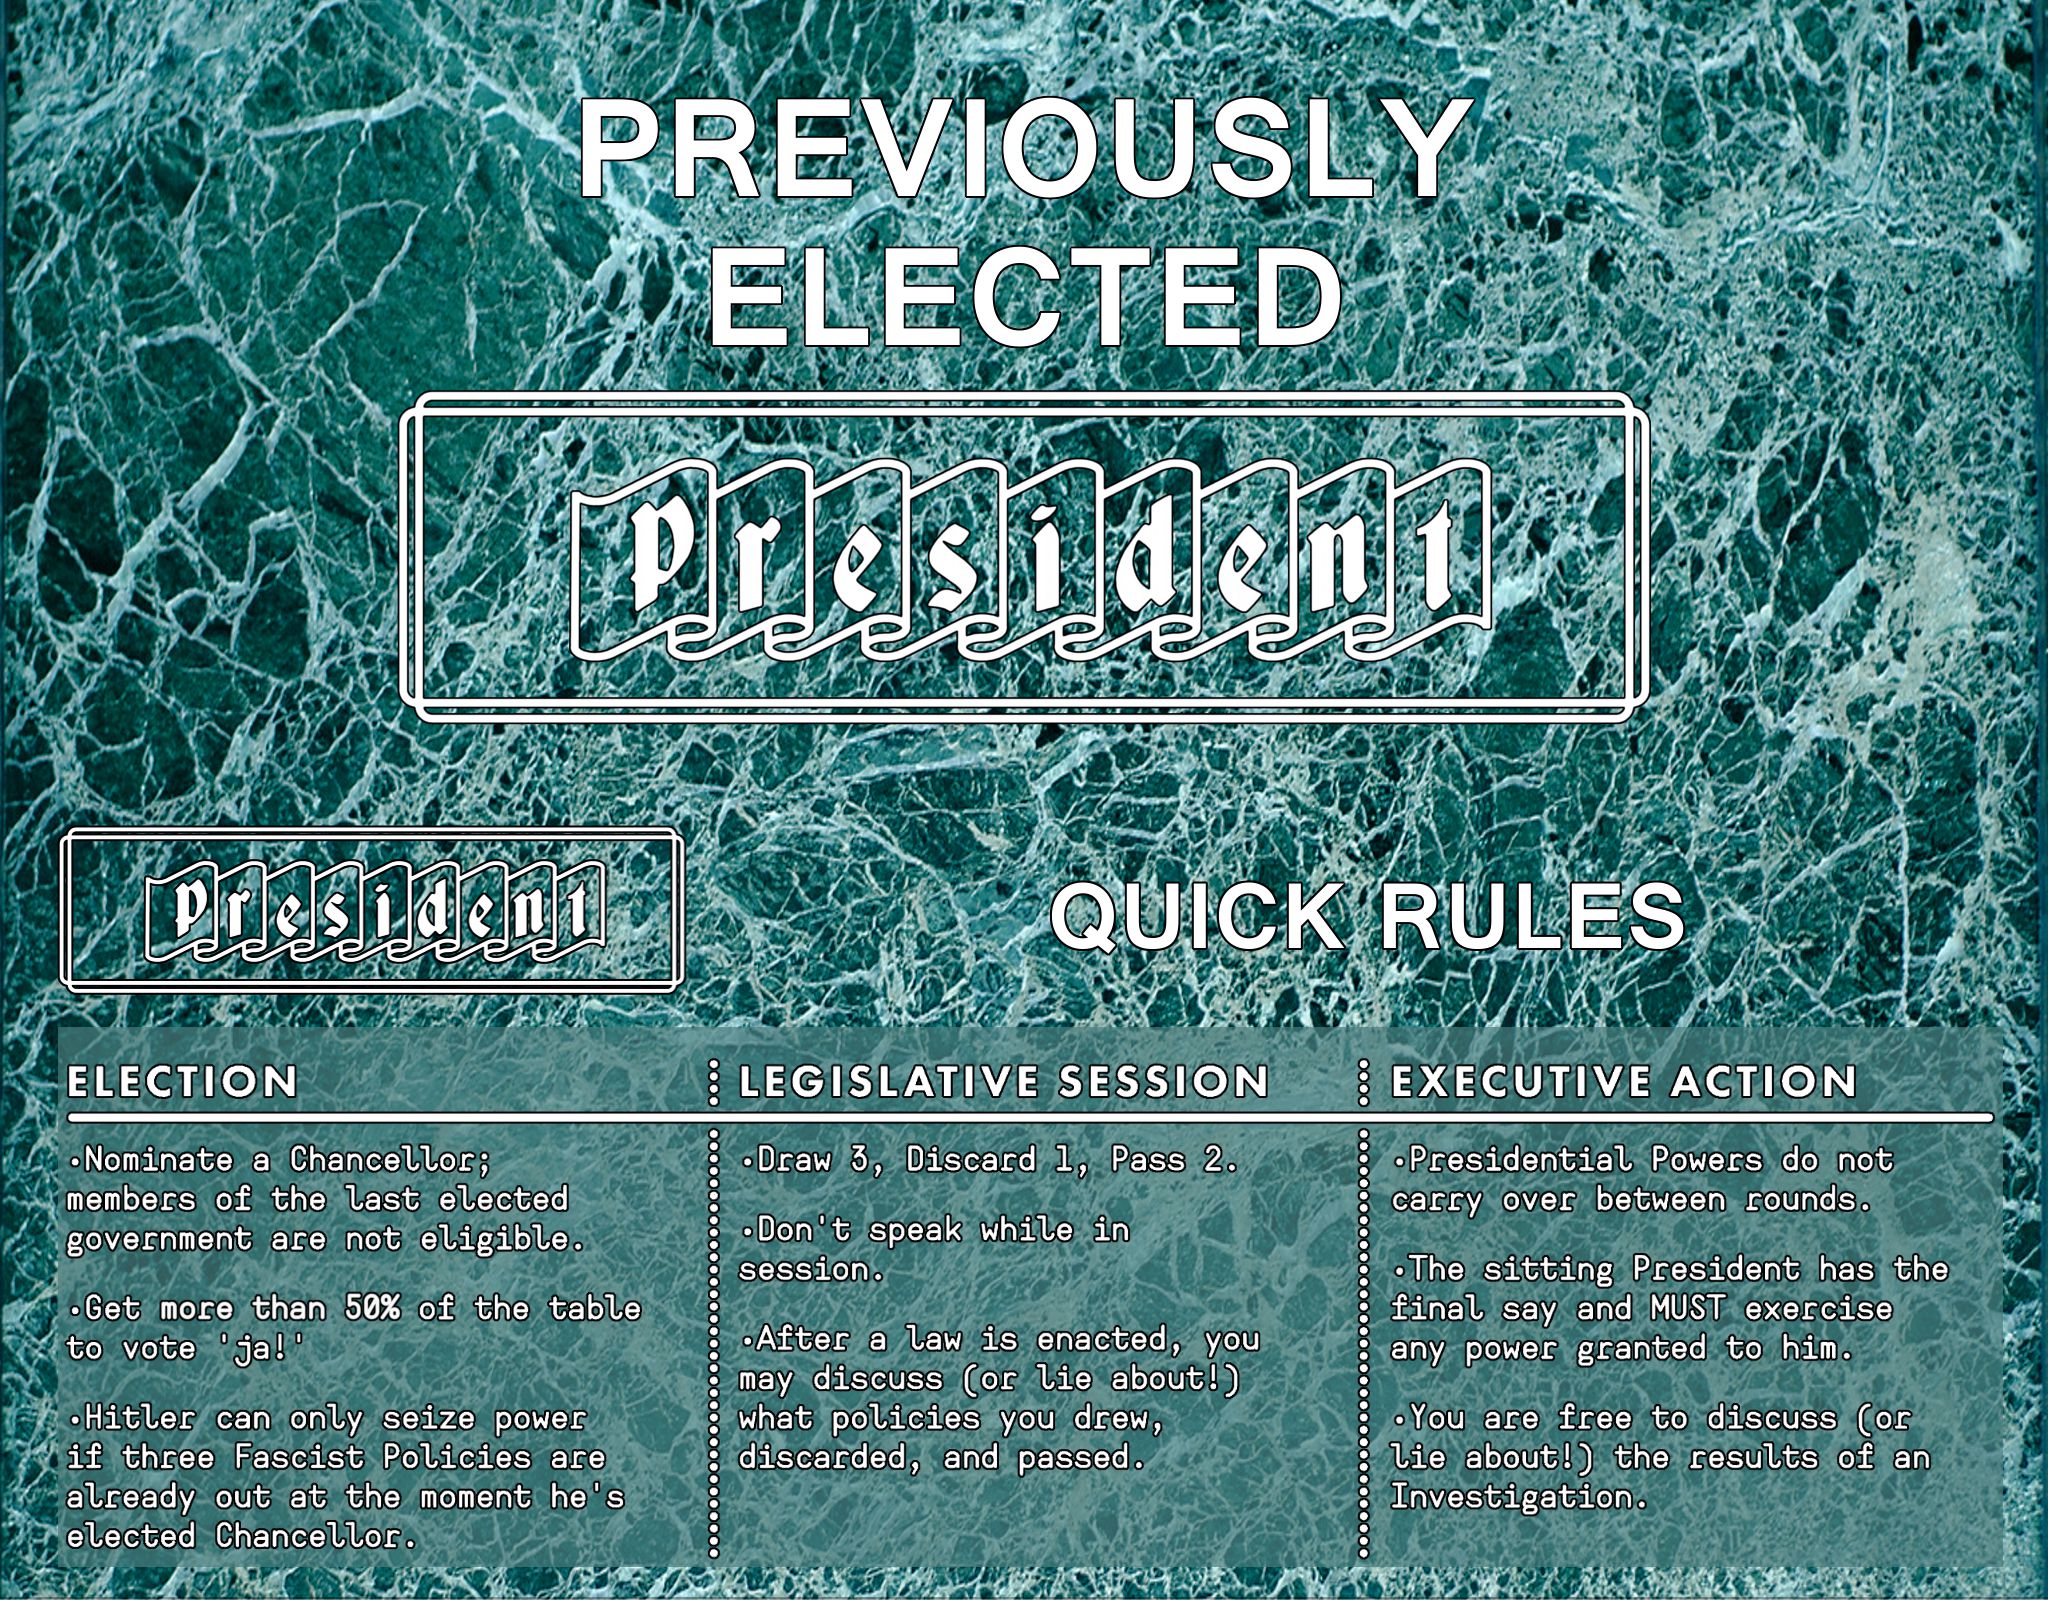 PREVIOUSLY
ELECTED
President
President
QUICK RULES
ELECTION
•Nominate a Chancellor;
members of the last elected
government are not eligible.
•Get more than 50% of the table
to vote 'ja!'
•Hitler can only seize power
if three Fascist Policies are
already out at the moment he's
elected Chancellor.
LEGISLATIVE SESSION
•Draw 3, Discard 1, Pass 2.
•Don't speak while in
session.
•After a law is enacted, you
may discuss (or lie about!)
what policies you drew,
discarded, and passed.
EXECUTIVE ACTION
•Presidential Powers do not
carry over between rounds.
•The sitting President has the
final say and MUST exercise
any power granted to him.
•You are free to discuss (or
lie about!) the results of an
Investigation.